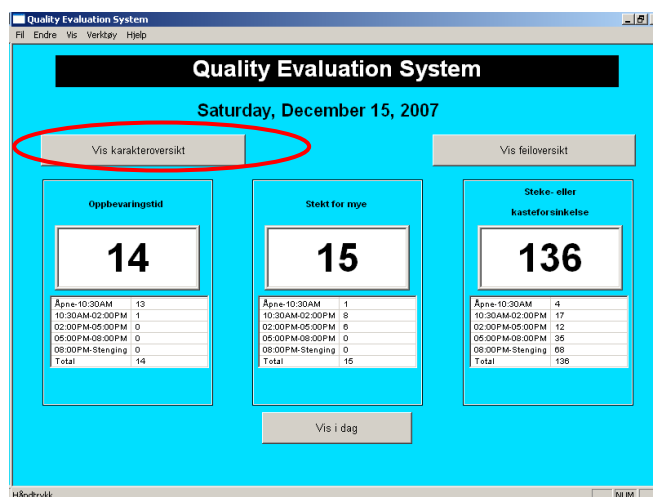 Quality Evaluation System
Fil Endre Vis Verktøy Hjelp
Quality Evaluation System
Saturday, December 15, 2007
Vis karakteroversikt
Vis feiloversikt
Oppbevaringstid
14
Åpne-10:30AM 13
10:30AM-02:00PM 1
02:00PM-05:00PM 0
05:00PM-08:00PM 0
08:00PM-Stenging 0
Total 14
Stekt for mye
15
Åpne-10:30AM 1
10:30AM-02:00PM 8
02:00PM-05:00PM 6
05:00PM-08:00PM 0
08:00PM-Stenging 0
Total 15
Steke- eller
kasteforsinkelse
136
Åpne-10:30AM 4
10:30AM-02:00PM 17
02:00PM-05:00PM 12
05:00PM-08:00PM 35
08:00PM-Stenging 68
Total 136
Vis i dag
Håndtrykk
NUM